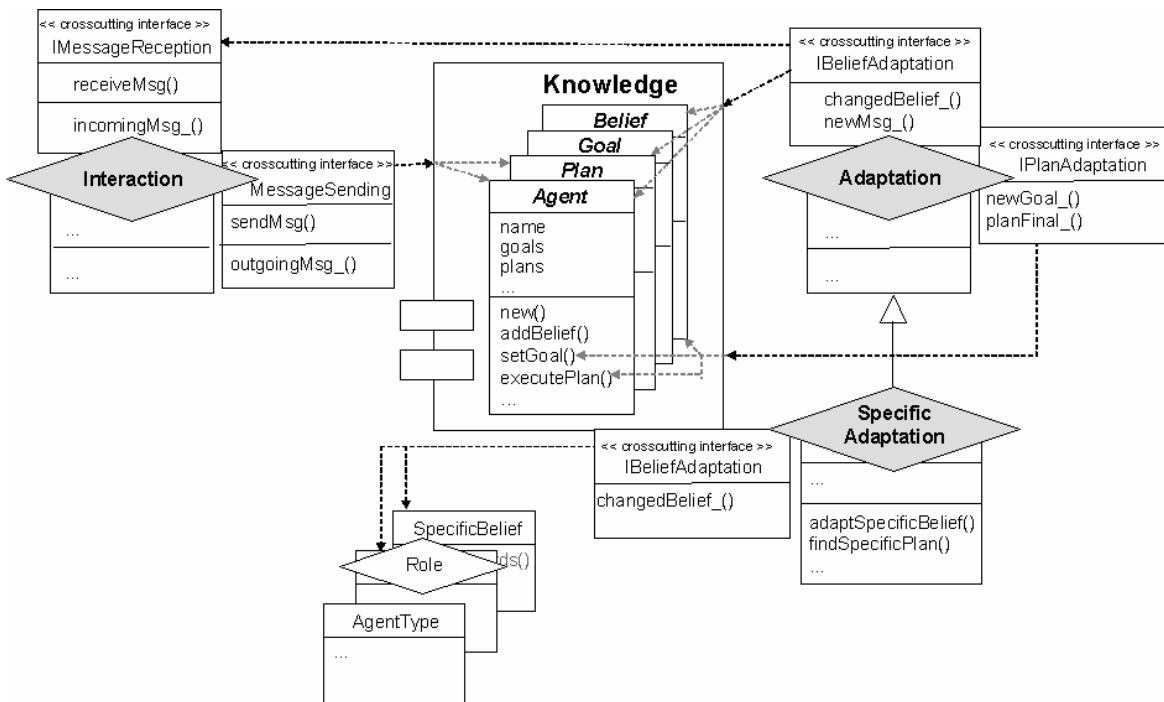 << crosscutting interface >>
IMessageReception
receiveMsg()
incomingMsg_()
Interaction
...
...
<< crosscutting interface >>
MessageSending
sendMsg()
outgoingMsg_()
Knowledge
Belief
Goal
Plan
Agent
name
goals
plans
...
new()
addBelief()
setGoal()
executePlan()
...
<< crosscutting interface >>
IBeliefAdaptation
changedBelief_()
newMsg_()
Adaptation
...
...
<< crosscutting interface >>
IPlanAdaptation
newGoal_()
planFinal_()
Specific
Adaptation
...
adaptSpecificBelief()
findSpecificPlan()
...
<< crosscutting interface >>
IBeliefAdaptation
changedBelief_()
SpecificBelief
Role
AgentType
...